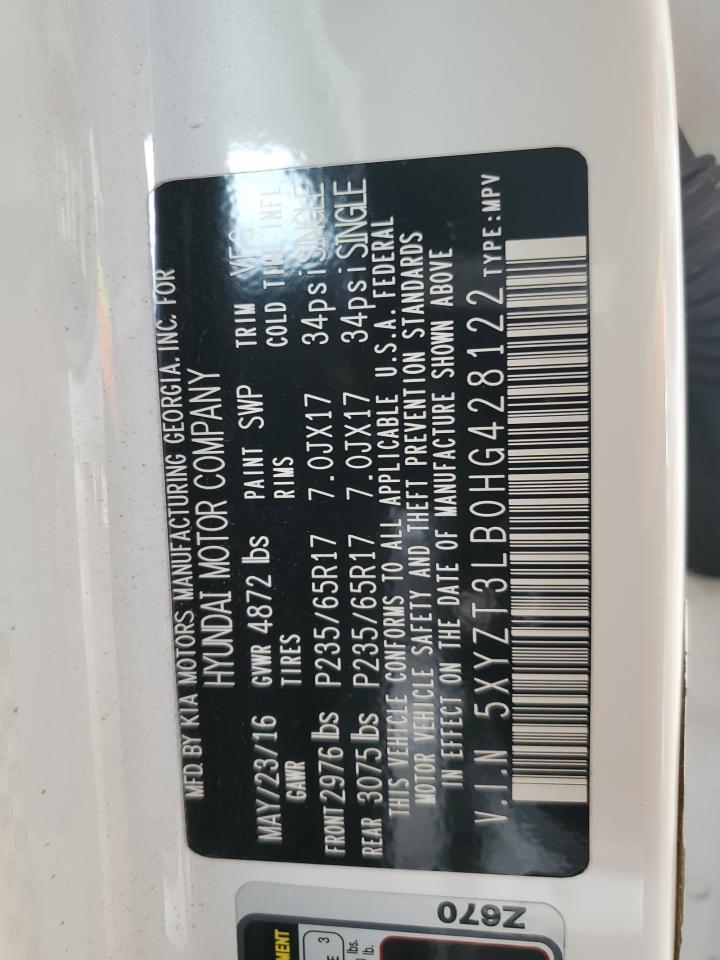 MFD. BY KIA MOTORS MANUFACTURING GEORGIA, INC. FOR
HYUNDAI MOTOR COMPANY
MAY/23/16 GVWR 4872 lbs PAINT SWP TRIM
GAWR TIRES RIMS COLD TIRE INFL
FRONT 2976 lbs P235/65R17 7.0JX17 34psi SINGLE
REAR 3075 lbs P235/65R17 7.0JX17 34psi SINGLE
THIS VEHICLE CONFORMS TO ALL APPLICABLE U.S.A. FEDERAL
MOTOR VEHICLE SAFETY AND THEFT PREVENTION STANDARDS
IN EFFECT ON THE DATE OF MANUFACTURE SHOWN ABOVE
V.I.N 5XYZT3LB0HG428122 TYPE:MPV
Z670
3
lbs.
lb.